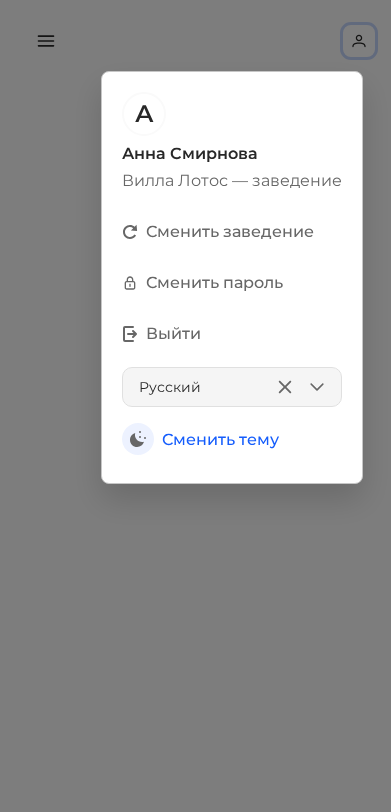 А
Анна Смирнова
Вилла Лотос — заведение
Сменить заведение
Сменить пароль
Выйти
Русский
Сменить тему